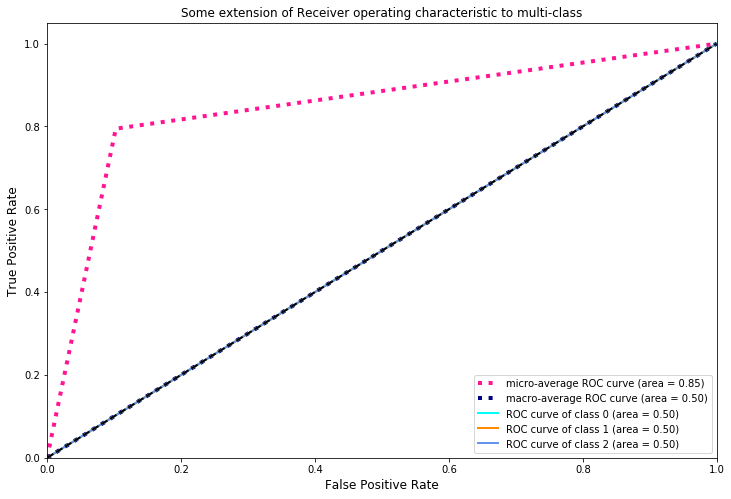 Some extension of Receiver operating characteristic to multi-class
True Positive Rate
1.0
0.8
0.6
0.4
0.2
0.0
0.0 0.2 0.4 0.6 0.8 1.0
False Positive Rate
micro-average ROC curve (area = 0.85)
macro-average ROC curve (area = 0.50)
ROC curve of class 0 (area = 0.50)
ROC curve of class 1 (area = 0.50)
ROC curve of class 2 (area = 0.50)